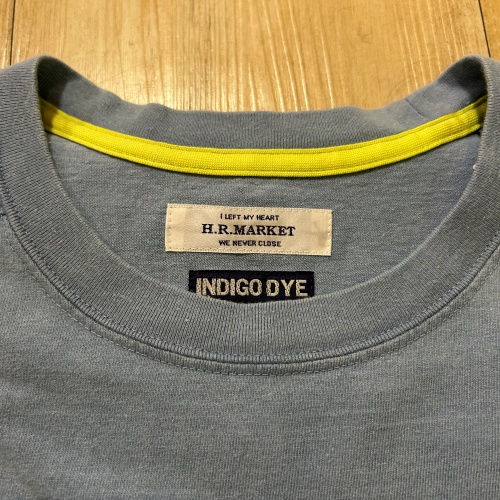 I LEFT MY HEART
H.R.MARKET
WE NEVER CLOSE
INDIGO DYE